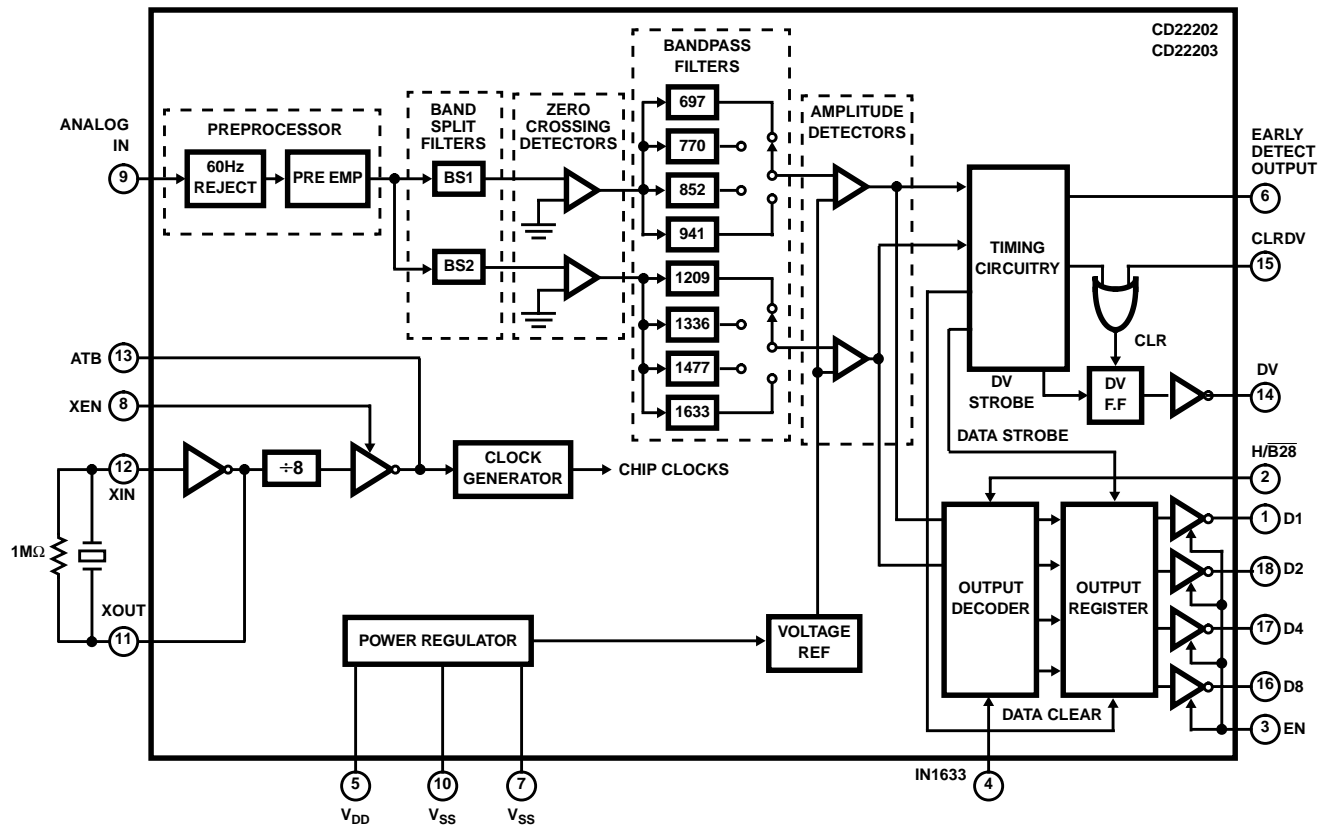 CD22202
CD22203
BANDPASS
FILTERS
697
770
852
941
1209
1336
1477
1633
ANALOG
IN
9
PREPROCESSOR
60Hz
REJECT
PRE EMP
BAND
SPLIT
FILTERS
BS1
BS2
ZERO
CROSSING
DETECTORS
AMPLITUDE
DETECTORS
TIMING
CIRCUITRY
EARLY
DETECT
OUTPUT
6
CLRDV
15
CLR
DV
STROBE
DV
F.F
DV
14
DATA STROBE
ATB 13
XEN 8
12
XIN
÷8
CLOCK
GENERATOR
CHIP CLOCKS
1MΩ
XOUT
11
POWER REGULATOR
VOLTAGE
REF
H/B28
2
OUTPUT
DECODER
OUTPUT
REGISTER
1 D1
18 D2
17 D4
16 D8
3 EN
DATA CLEAR
IN1633
4
5
VDD
10
VSS
7
VSS